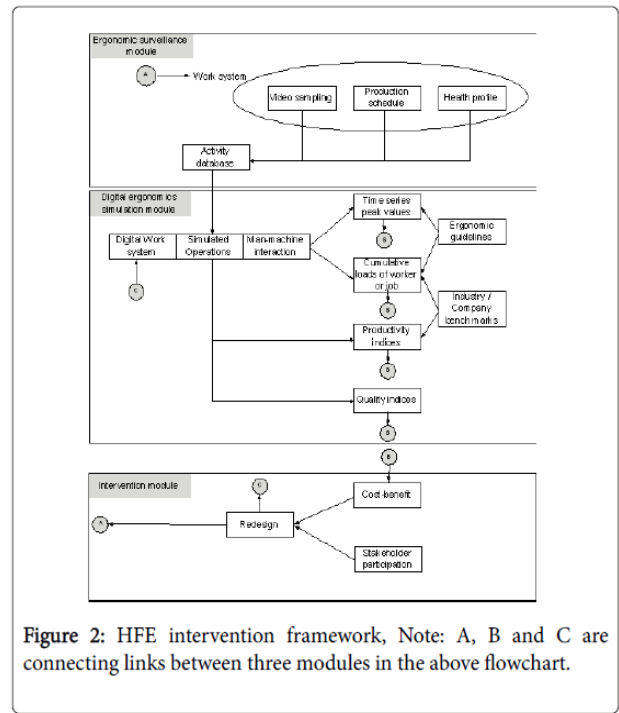 Ergonomic surveillance
module
A
Work system
Video sampling
Production
schedule
Health profile
Activity
database
Digital ergonomics
simulation module
Time series
peak values
B
Ergonomic
guidelines
Digital Work
system
Simulated
Operations
Man-machine
interaction
Cumulative
loads of worker
or job
C
B
Industry /
Company
benchmarks
Productivity
indices
B
Quality indices
B
B
Intervention module
C
Cost-benefit
A
Redesign
Stakeholder
participation
Figure 2: HFE intervention framework, Note: A, B and C are
connecting links between three modules in the above flowchart.